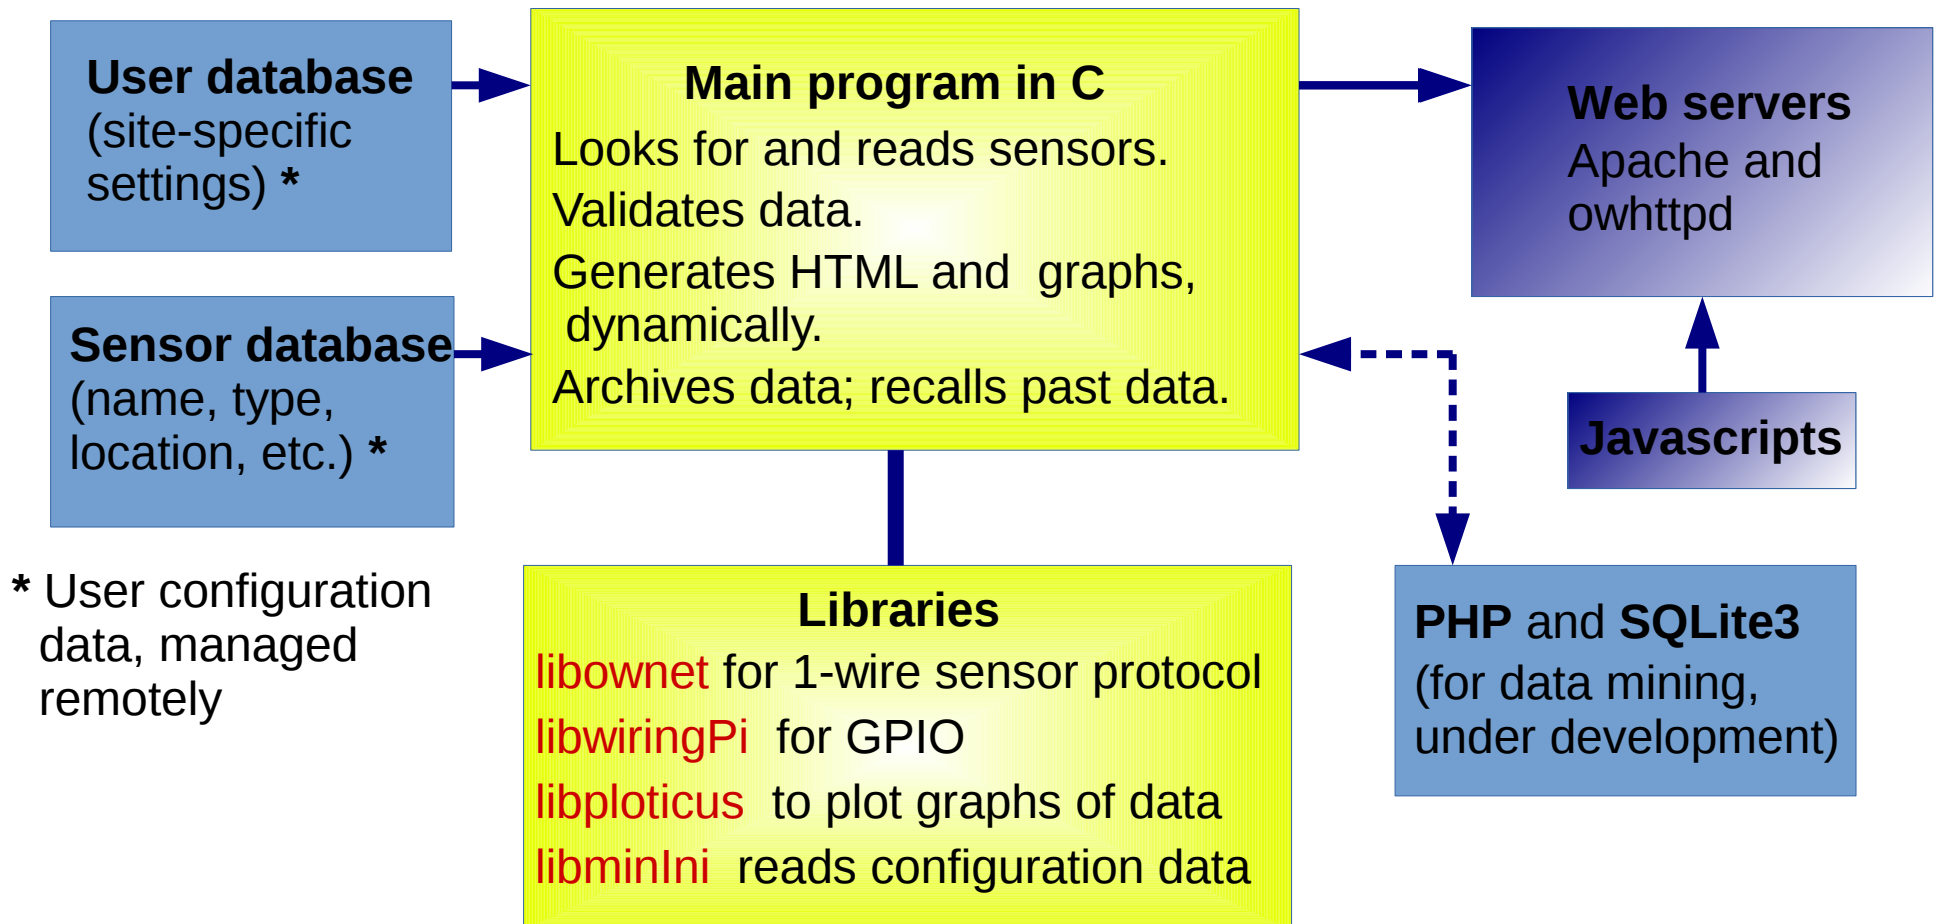 User database
(site-specific
settings) *
Sensor database
(name, type,
location, etc.) *
* User configuration
data, managed
remotely
Main program in C
Looks for and reads sensors.
Validates data.
Generates HTML and graphs,
dynamically.
Archives data; recalls past data.
Libraries
libownet for 1-wire sensor protocol
libwiringPi for GPIO
libploticus to plot graphs of data
libminIni reads configuration data
Web servers
Apache and
owhttpd
Javascripts
PHP and SQLite3
(for data mining,
under development)